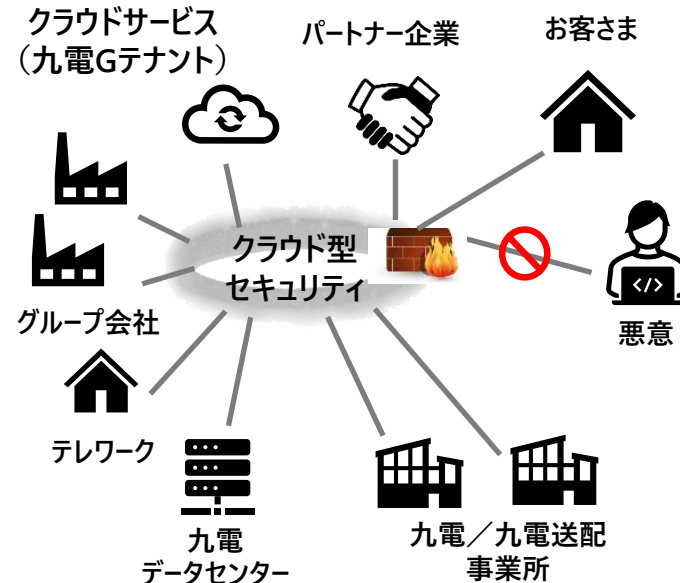 クラウドサービス
（九電Gテナント）
パートナー企業
お客さま
クラウド型
セキュリティ
</>
悪意
グループ会社
テレワーク
九電
データセンター
九電／九電送配
事業所